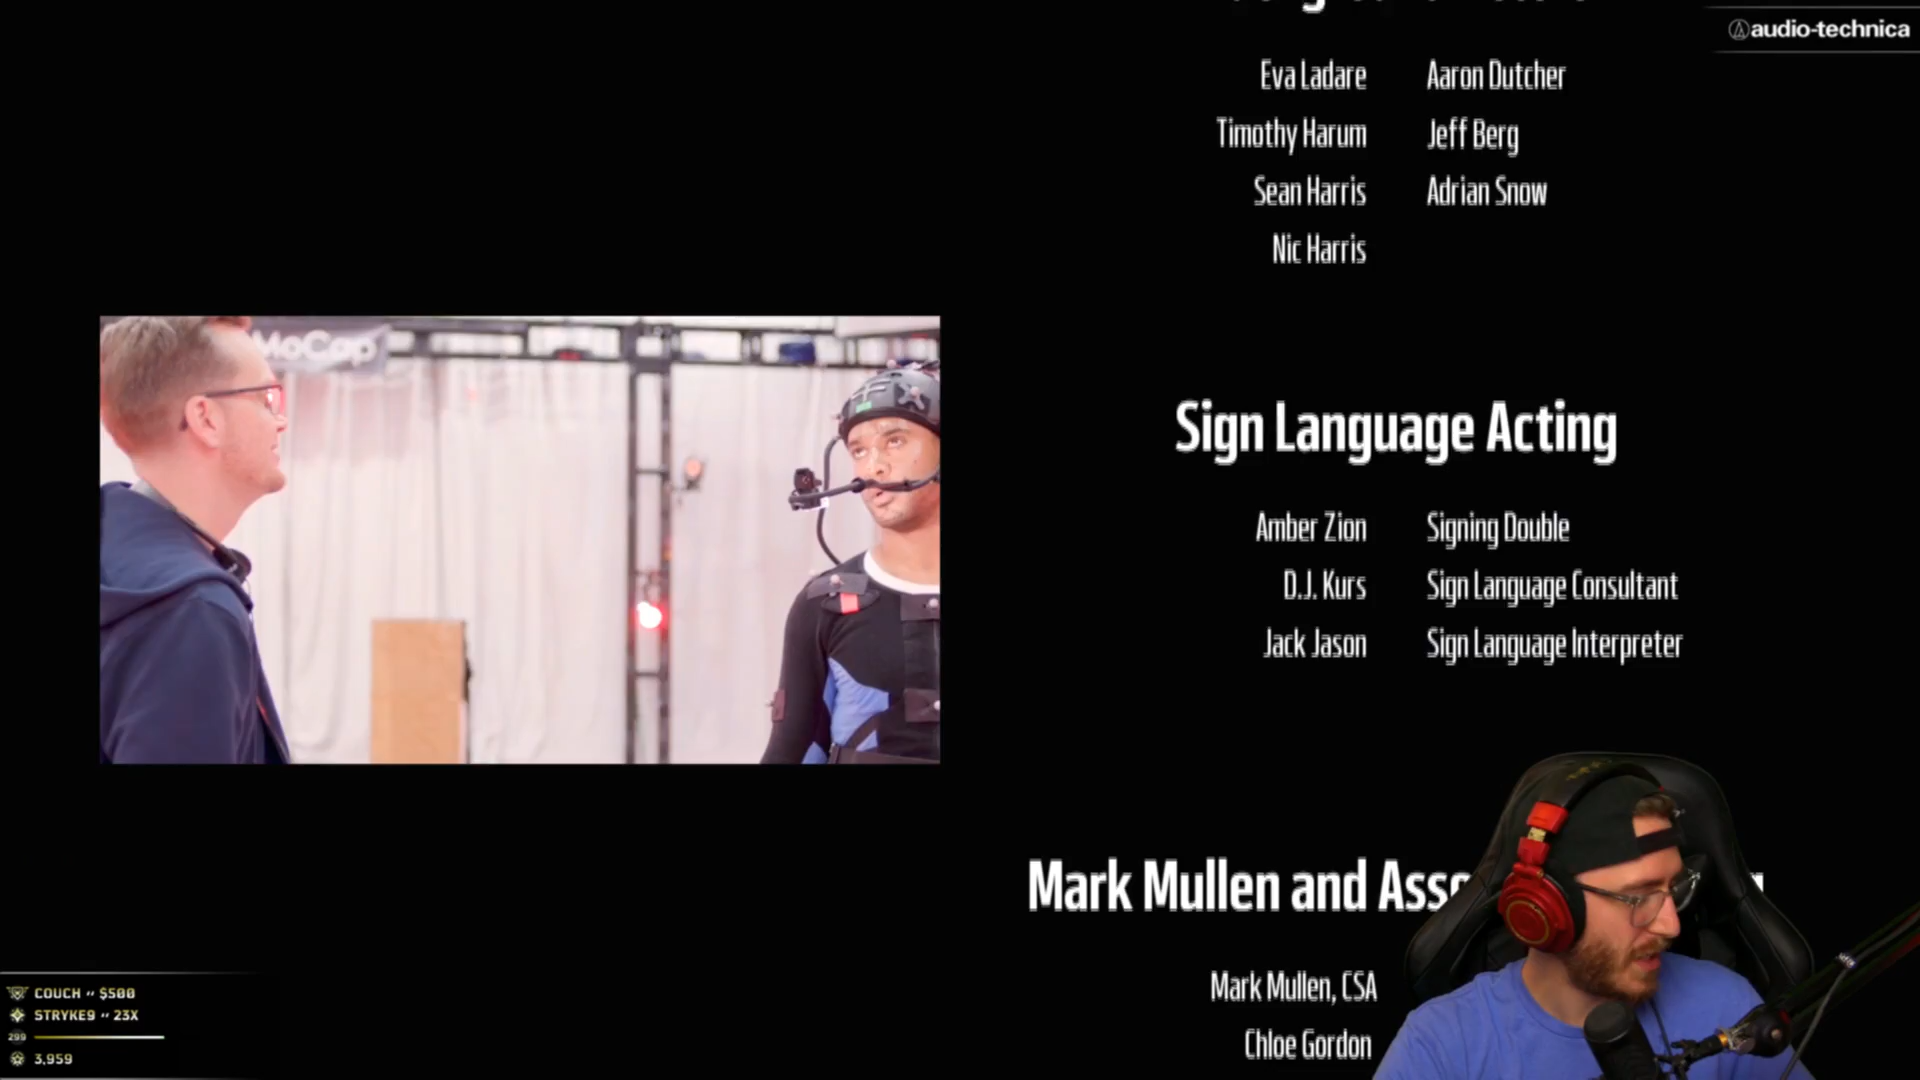 audio-technica
Eva Ladare Aaron Dutcher
Timothy Harum Jeff Berg
Sean Harris Adrian Snow
Nic Harris
MoCap
Sign Language Acting
Amber Zion Signing Double
D.J. Kurs Sign Language Consultant
Jack Jason Sign Language Interpreter
Mark Mullen and
Mark Mullen, CSA
Chloe Gordon
COUCH $500
STRYKE9 23X
299
3,959